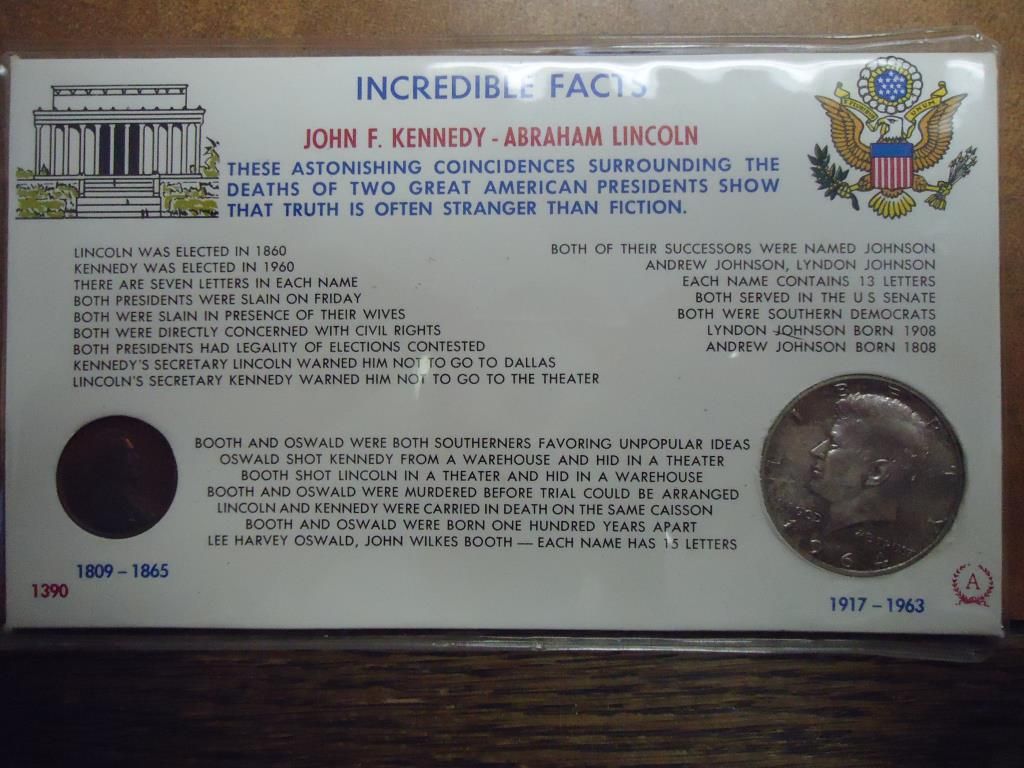 INCREDIBLE FACTS
JOHN F. KENNEDY - ABRAHAM LINCOLN
THESE ASTONISHING COINCIDENCES SURROUNDING THE
DEATHS OF TWO GREAT AMERICAN PRESIDENTS SHOW
THAT TRUTH IS OFTEN STRANGER THAN FICTION.
LINCOLN WAS ELECTED IN 1860
KENNEDY WAS ELECTED IN 1960
THERE ARE SEVEN LETTERS IN EACH NAME
BOTH PRESIDENTS WERE SLAIN ON FRIDAY
BOTH WERE SLAIN IN PRESENCE OF THEIR WIVES
BOTH WERE DIRECTLY CONCERNED WITH CIVIL RIGHTS
BOTH PRESIDENTS HAD LEGALITY OF ELECTIONS CONTESTED
KENNEDY'S SECRETARY LINCOLN WARNED HIM NOT TO GO TO DALLAS
LINCOLN'S SECRETARY KENNEDY WARNED HIM NOT TO GO TO THE THEATER
BOTH OF THEIR SUCCESSORS WERE NAMED JOHNSON
ANDREW JOHNSON, LYNDON JOHNSON
EACH NAME CONTAINS 13 LETTERS
BOTH SERVED IN THE U S SENATE
BOTH WERE SOUTHERN DEMOCRATS
LYNDON JOHNSON BORN 1908
ANDREW JOHNSON BORN 1808
BOOTH AND OSWALD WERE BOTH SOUTHERNERS FAVORING UNPOPULAR IDEAS
OSWALD SHOT KENNEDY FROM A WAREHOUSE AND HID IN A THEATER
BOOTH SHOT LINCOLN IN A THEATER AND HID IN A WAREHOUSE
BOOTH AND OSWALD WERE MURDERED BEFORE TRIAL COULD BE ARRANGED
LINCOLN AND KENNEDY WERE CARRIED IN DEATH ON THE SAME CAISSON
BOOTH AND OSWALD WERE BORN ONE HUNDRED YEARS APART
LEE HARVEY OSWALD, JOHN WILKES BOOTH — EACH NAME HAS 15 LETTERS
LIBERTY
1964
1809 – 1865
1390
1917 – 1963
A